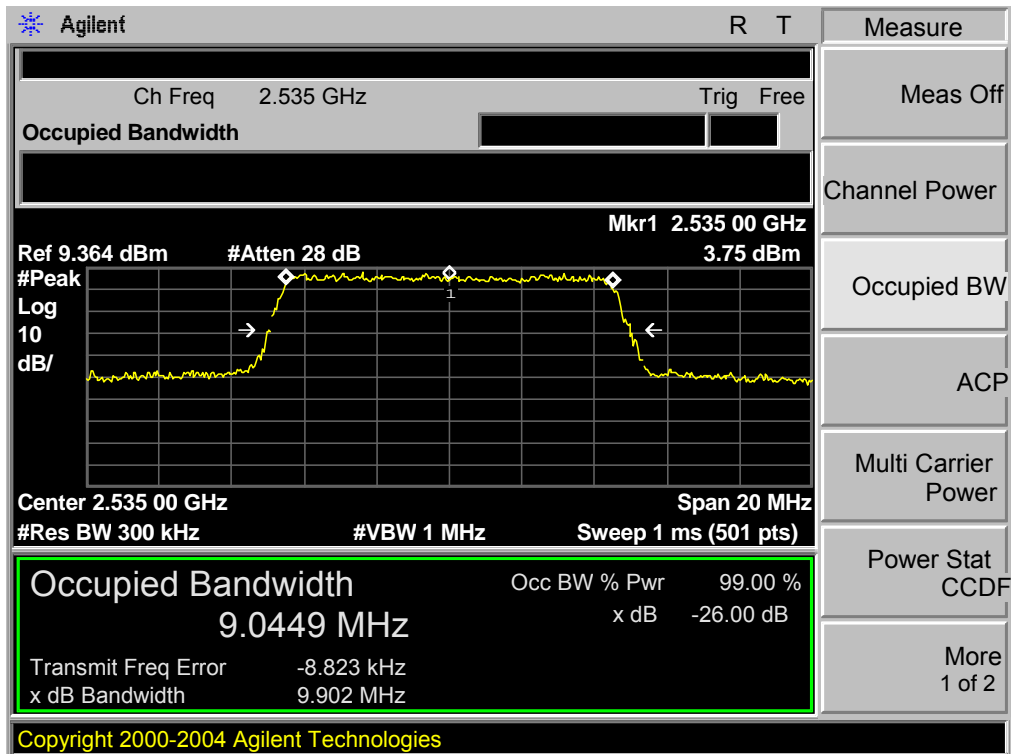 Agilent R T Measure
Ch Freq 2.535 GHz Trig Free
Occupied Bandwidth
Meas Off
Channel Power
Occupied BW
ACP
Multi Carrier
Power
Power Stat
CCDF
More
1 of 2
Mkr1 2.535 00 GHz
Ref 9.364 dBm #Atten 28 dB 3.75 dBm
#Peak
Log
10
dB/
1
Center 2.535 00 GHz Span 20 MHz
#Res BW 300 kHz #VBW 1 MHz Sweep 1 ms (501 pts)
Occupied Bandwidth Occ BW % Pwr 99.00 %
9.0449 MHz x dB -26.00 dB
Transmit Freq Error -8.823 kHz
x dB Bandwidth 9.902 MHz
Copyright 2000-2004 Agilent Technologies